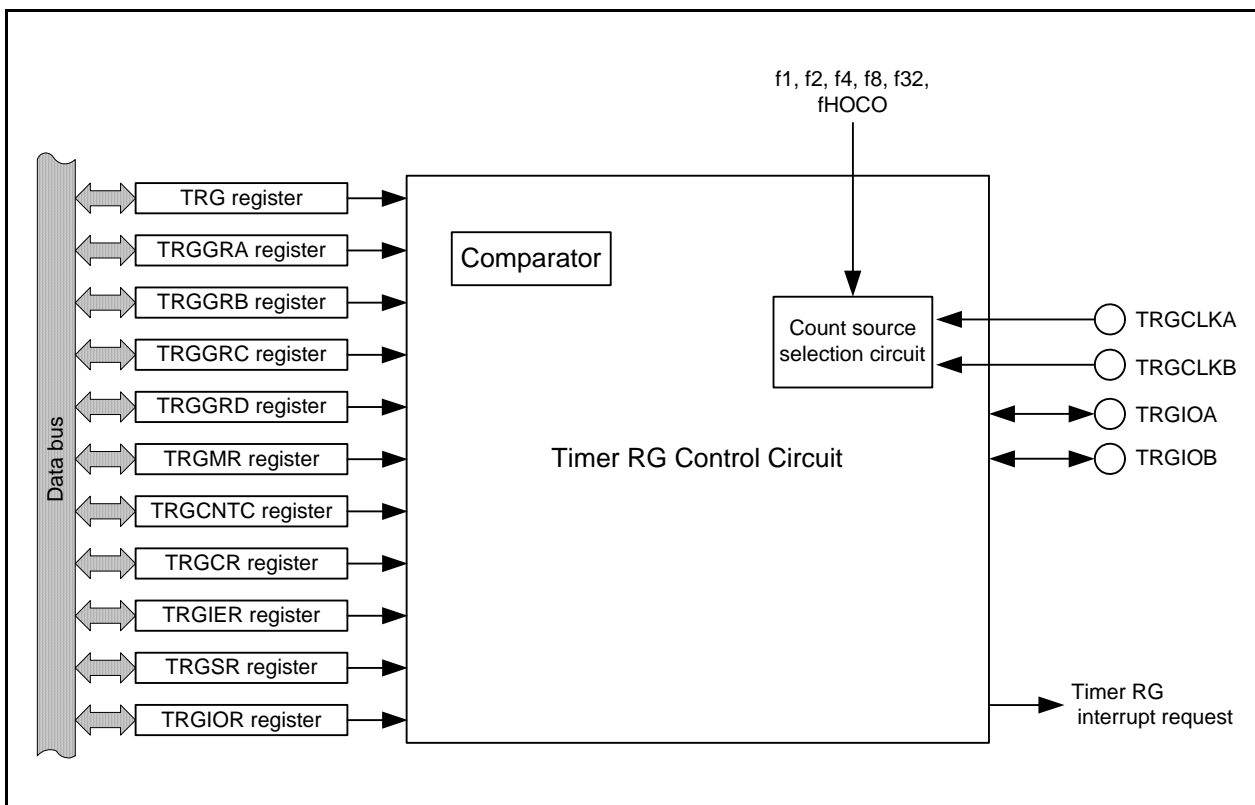 f1, f2, f4, f8, f32,
fHOCO
Data bus
TRG register
TRGGRA register
TRGGRB register
TRGGRC register
TRGGRD register
TRGMR register
TRGCNTC register
TRGCR register
TRGIER register
TRGSR register
TRGIOR register
Comparator
Count source
selection circuit
Timer RG Control Circuit
TRGCLKA
TRGCLKB
TRGIOA
TRGIOB
Timer RG
interrupt request